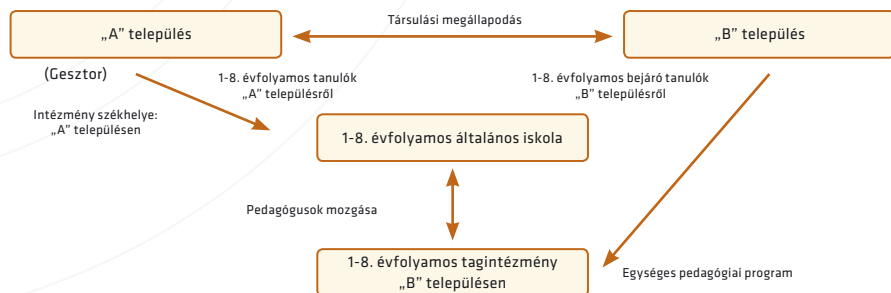 „A” település
Társulási megállapodás
„B” település
(Gesztor)
1-8. évfolyamos tanulók
„A” településről
1-8. évfolyamos bejáró tanulók
„B” településről
Intézmény székhelye:
„A” településen
1-8. évfolyamos általános iskola
Pedagógusok mozgása
1-8. évfolyamos tagintézmény
„B” településen
Egységes pedagógiai program